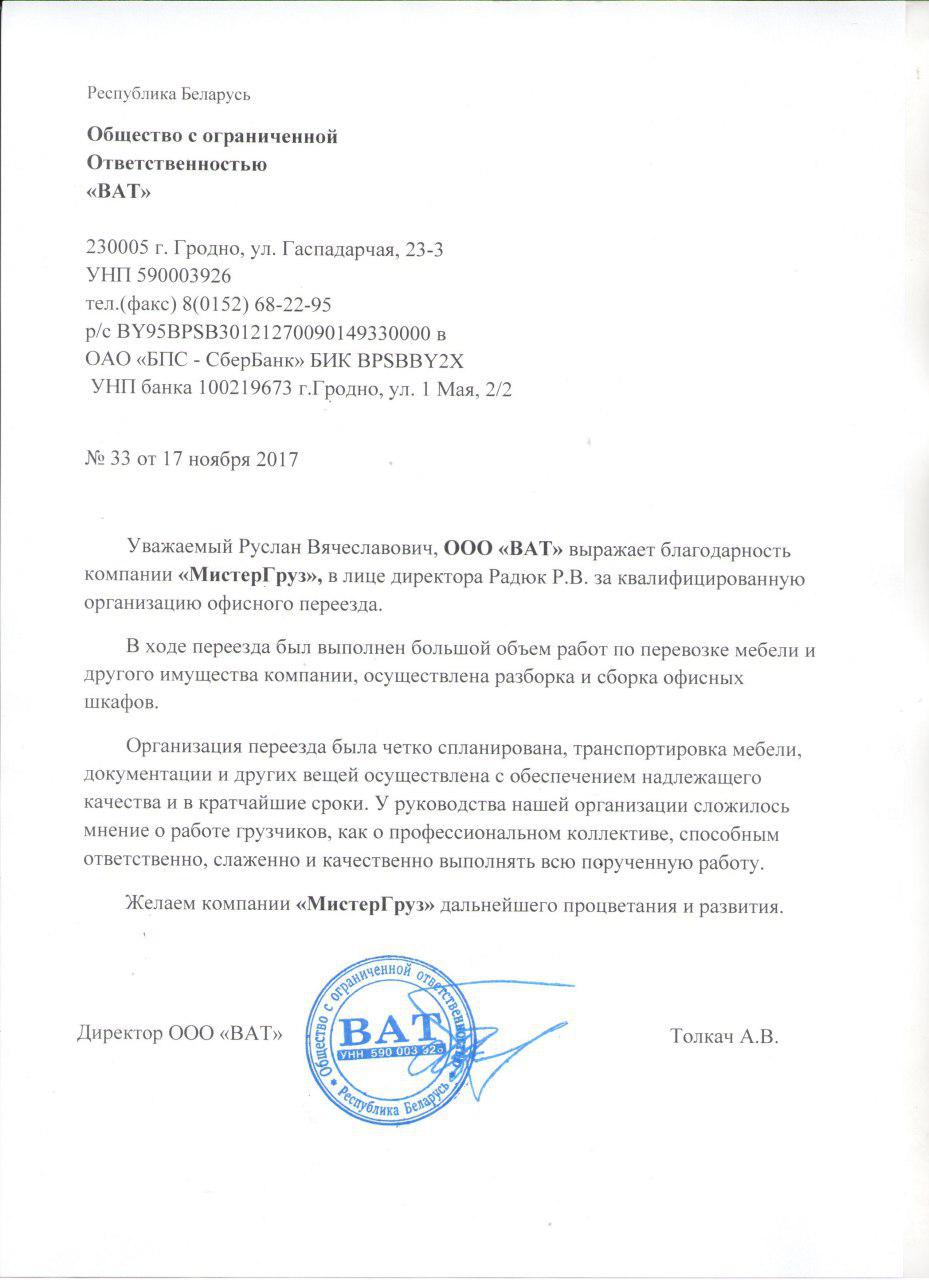 Республика Беларусь
Общество с ограниченной
Ответственностью
«ВАТ»
230005 г. Гродно, ул. Гаспадарчая, 23-3
УНП 590003926
тел.(факс) 8(0152) 68-22-95
р/с BY95BPSB30121270090149330000 в
ОАО «БПС - СберБанк» БИК BPSBBY2X
УНП банка 100219673 г.Гродно, ул. 1 Мая, 2/2
№ 33 от 17 ноября 2017
Уважаемый Руслан Вячеславович, ООО «ВАТ» выражает благодарность
компании «МистерГруз», в лице директора Радюк Р.В. за квалифицированную
организацию офисного переезда.
В ходе переезда был выполнен большой объем работ по перевозке мебели и
другого имущества компании, осуществлена разборка и сборка офисных
шкафов.
Организация переезда была четко спланирована, транспортировка мебели,
документации и других вещей осуществлена с обеспечением надлежащего
качества и в кратчайшие сроки. У руководства нашей организации сложилось
мнение о работе грузчиков, как о профессиональном коллективе, способным
ответственно, слаженно и качественно выполнять всю порученную работу.
Желаем компании «МистерГруз» дальнейшего процветания и развития.
Директор ООО «ВАТ»
Общество с ограниченной ответственностью
ВАТ
УНН 590 003 926
Республика Беларусь
Толкач А.В.